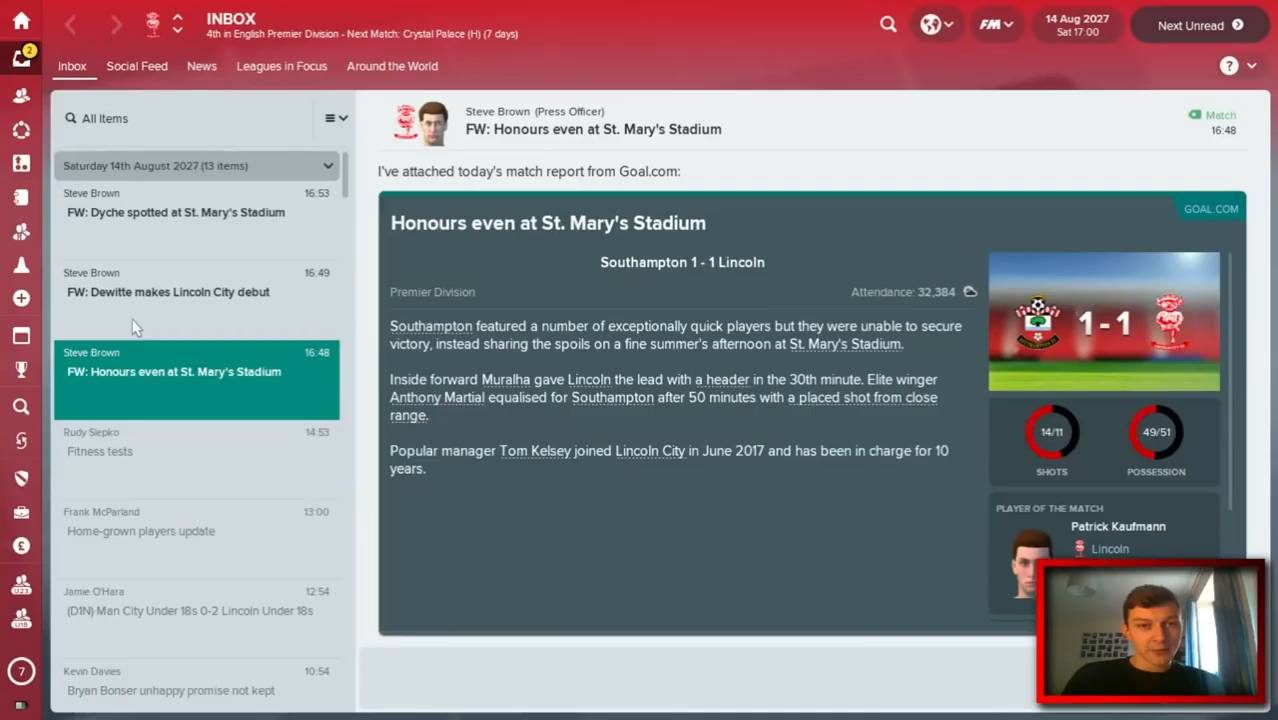 INBOX
4th in English Premier Division - Next Match: Crystal Palace (H) (7 days)
FM
14 Aug 2027
Sat 17:00
Next Unread
2
Inbox
Social Feed
News
Leagues in Focus
Around the World
?
All Items
Saturday 14th August 2027 (13 items)
Steve Brown 16:53
FW: Dyche spotted at St. Mary's Stadium
Steve Brown 16:49
FW: Dewitte makes Lincoln City debut
Steve Brown 16:48
FW: Honours even at St. Mary's Stadium
Rudy Slepko 14:53
Fitness tests
Frank McParland 13:00
Home-grown players update
Jamie O'Hara 12:54
(D1N) Man City Under 18s 0-2 Lincoln Under 18s
Kevin Davies 10:54
Bryan Bonser unhappy promise not kept
£
U23
U18
7
Steve Brown (Press Officer)
FW: Honours even at St. Mary's Stadium
Match
16:48
I've attached today's match report from Goal.com:
GOAL.COM
Honours even at St. Mary's Stadium
Southampton 1 - 1 Lincoln
Premier Division
Attendance: 32,384
Southampton featured a number of exceptionally quick players but they were unable to secure
victory, instead sharing the spoils on a fine summer's afternoon at St. Mary's Stadium.
Inside forward Muralha gave Lincoln the lead with a header in the 30th minute. Elite winger
Anthony Martial equalised for Southampton after 50 minutes with a placed shot from close
range.
Popular manager Tom Kelsey joined Lincoln City in June 2017 and has been in charge for 10
years.
1 - 1
14/11
SHOTS
49/51
POSSESSION
PLAYER OF THE MATCH
Patrick Kaufmann
Lincoln